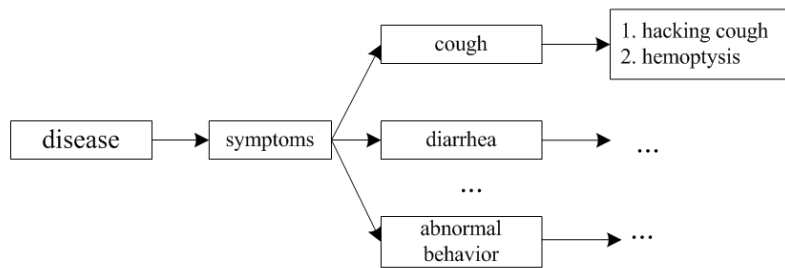 disease
symptoms
cough
1. hacking cough
2. hemoptysis
diarrhea
...
...
abnormal
behavior
...